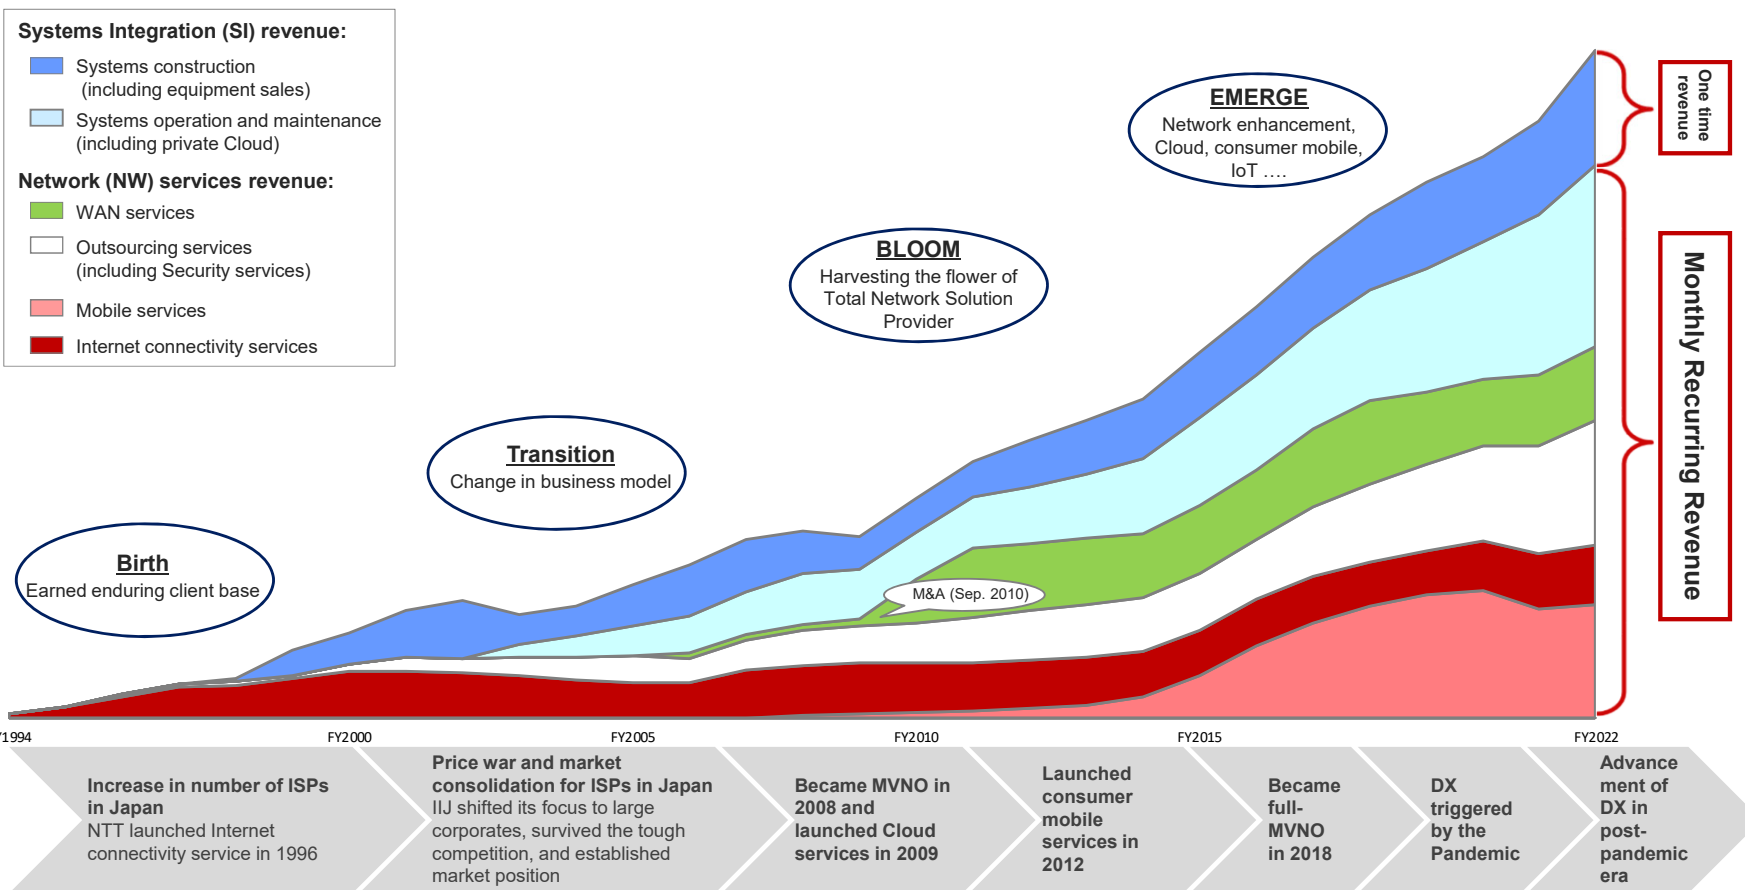 Systems Integration (SI) revenue:
Systems construction
(including equipment sales)
Systems operation and maintenance
(including private Cloud)
Network (NW) services revenue:
WAN services
Outsourcing services
(including Security services)
Mobile services
Internet connectivity services
Birth
Earned enduring client base
Transition
Change in business model
BLOOM
Harvesting the flower of
Total Network Solution
Provider
EMERGE
Network enhancement,
Cloud, consumer mobile,
IoT ....
M&A (Sep. 2010)
One time
revenue
Monthly Recurring Revenue
Y1994
FY2000
FY2005
FY2010
FY2015
FY2022
Increase in number of ISPs
in Japan
NTT launched Internet
connectivity service in 1996
Price war and market
consolidation for ISPs in Japan
IIJ shifted its focus to large
corporates, survived the tough
competition, and established
market position
Became MVNO in
2008 and
launched Cloud
services in 2009
Launched
consumer
mobile
services in
2012
Became
full-
MVNO
in 2018
DX
triggered
by the
Pandemic
Advance
ment of
DX in
post-
pandemic
era